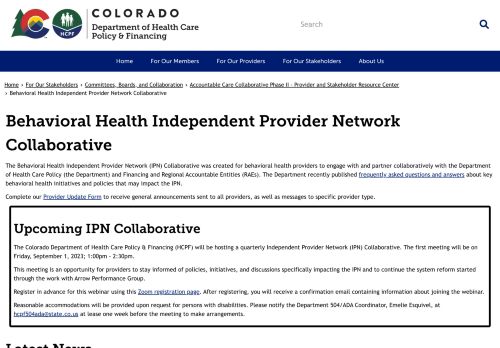 COLORADO
Department of Health Care
Policy & Financing
CO
HCPF
Search
Home
For Our Members
For Our Providers
For Our Stakeholders
About Us
Home › For Our Stakeholders › Committees, Boards, and Collaboration › Accountable Care Collaborative Phase II - Provider and Stakeholder Resource Center
› Behavioral Health Independent Provider Network Collaborative
Behavioral Health Independent Provider Network
Collaborative
The Behavioral Health Independent Provider Network (IPN) Collaborative was created for behavioral health providers to engage with and partner collaboratively with the Department
of Health Care Policy (the Department) and Financing and Regional Accountable Entities (RAEs). The Department recently published frequently asked questions and answers about key
behavioral health initiatives and policies that may impact the IPN.
Complete our Provider Update Form to receive general announcements sent to all providers, as well as messages to specific provider type.
Upcoming IPN Collaborative
The Colorado Department of Health Care Policy & Financing (HCPF) will be hosting a quarterly Independent Provider Network (IPN) Collaborative. The first meeting will be on
Friday, September 1, 2023; 1:00pm - 2:30pm.
This meeting is an opportunity for providers to stay informed of policies, initiatives, and discussions specifically impacting the IPN and to continue the system reform started
through the work with Arrow Performance Group.
Register in advance for this webinar using this Zoom registration page. After registering, you will receive a confirmation email containing information about joining the webinar.
Reasonable accommodations will be provided upon request for persons with disabilities. Please notify the Department 504/ADA Coordinator, Emelie Esquivel, at
hcpf504ada@state.co.us at lease one week before the meeting to make arrangements.
Latest News